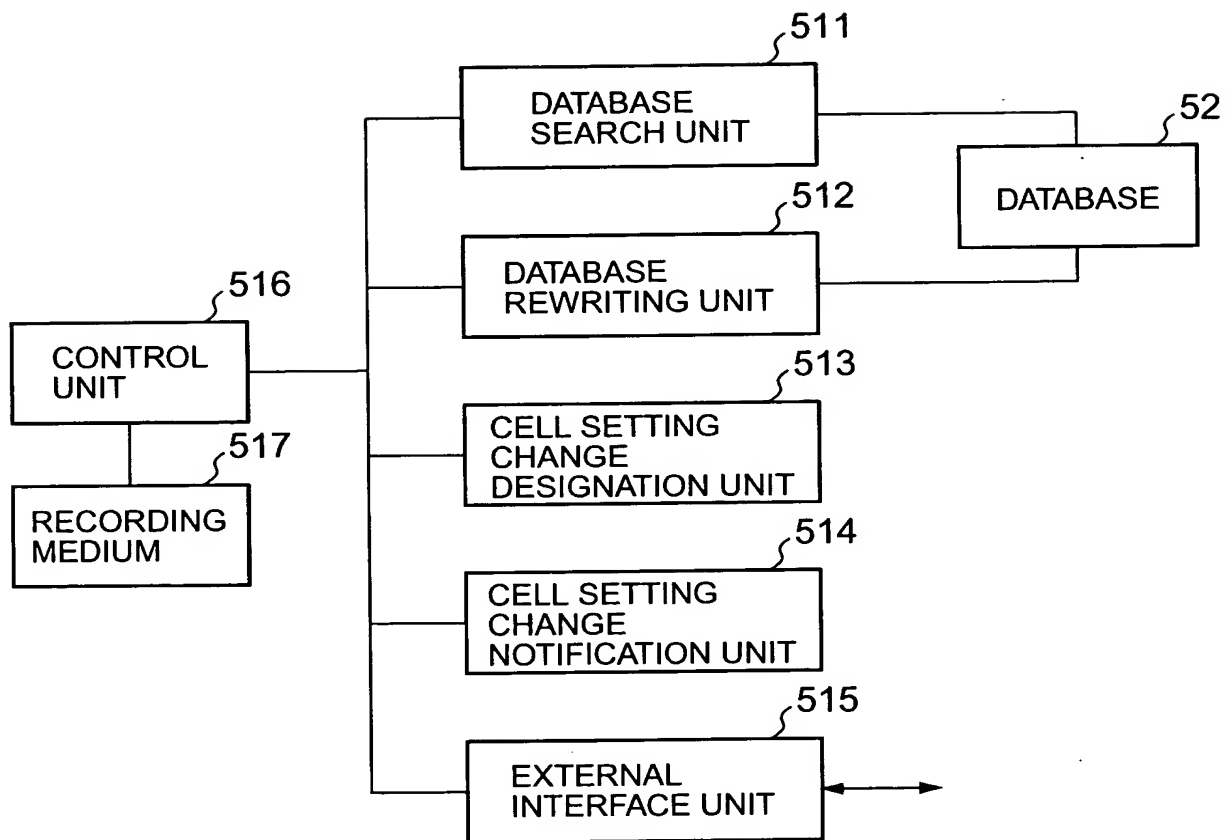 511
DATABASE
SEARCH UNIT
52
DATABASE
512
DATABASE
REWRITING UNIT
516
CONTROL
UNIT
513
CELL SETTING
CHANGE
DESIGNATION UNIT
517
RECORDING
MEDIUM
514
CELL SETTING
CHANGE
NOTIFICATION UNIT
515
EXTERNAL
INTERFACE UNIT